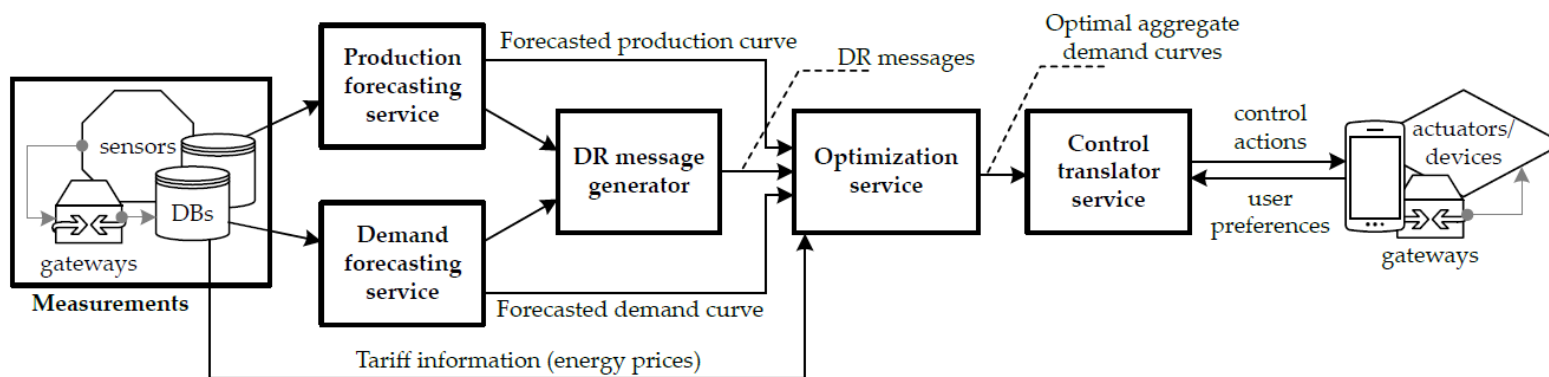 Forecasted production curve
DR messages
Optimal aggregate
demand curves
Production
forecasting
service
sensors
DBs
gateways
Measurements
DR message
generator
Optimization
service
Control
translator
service
control
actions
user
preferences
actuators/
devices
gateways
Demand
forecasting
service
Forecasted demand curve
Tariff information (energy prices)